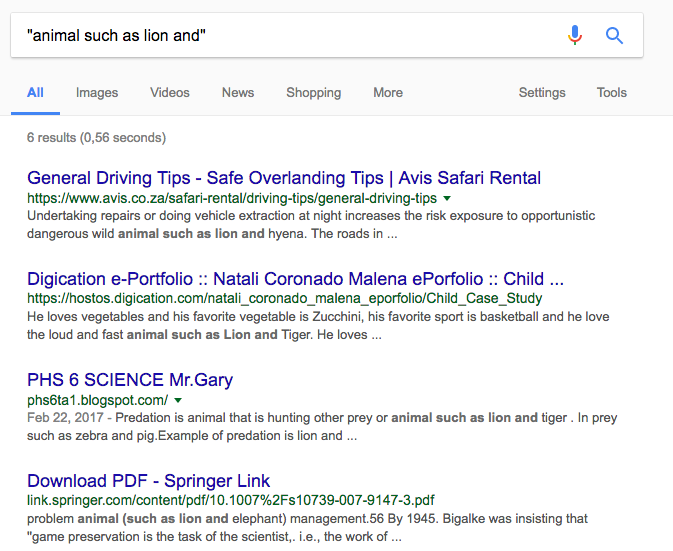 "animal such as lion and"
All Images Videos News Shopping More Settings Tools
6 results (0,56 seconds)
General Driving Tips - Safe Overlanding Tips | Avis Safari Rental
https://www.avis.co.za/safari-rental/driving-tips/general-driving-tips
Undertaking repairs or doing vehicle extraction at night increases the risk exposure to opportunistic
dangerous wild animal such as lion and hyena. The roads in ...
Digication e-Portfolio :: Natali Coronado Malena ePorfolio :: Child ...
https://hostos.digication.com/natali_coronado_malena_eporfolio/Child_Case_Study
He loves vegetables and his favorite vegetable is Zucchini, his favorite sport is basketball and he love
the loud and fast animal such as Lion and Tiger. He loves ...
PHS 6 SCIENCE Mr.Gary
phs6ta1.blogspot.com/
Feb 22, 2017 - Predation is animal that is hunting other prey or animal such as lion and tiger . In prey
such as zebra and pig.Example of predation is lion and ...
Download PDF - Springer Link
link.springer.com/content/pdf/10.1007%2Fs10739-007-9147-3.pdf
problem animal (such as lion and elephant) management.56 By 1945. Bigalke was insisting that
"game preservation is the task of the scientist,. i.e., the work of ...